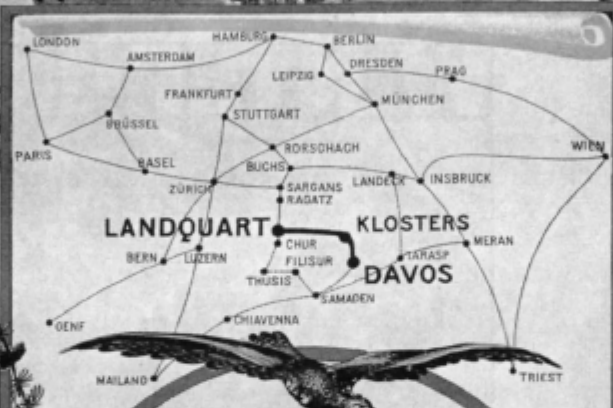 LONDON
HAMBURG
BERLIN
AMSTERDAM
DRESDEN
LEIPZIG
PRAG
FRANKFURT
MÜNCHEN
STUTTGART
BRÜSSEL
PARIS
RORSCHACH
WIEN
BASEL
BUCHS
ZÜRICH
LANDECK
INSBRUCK
SARGANS
RAGATZ
LANDQUART
KLOSTERS
CHUR
MERAN
BERN
LUZERN
FILISUR
TARASP
DAVOS
THUSIS
SAMADEN
GENF
CHIAVENNA
MAILAND
TRIEST